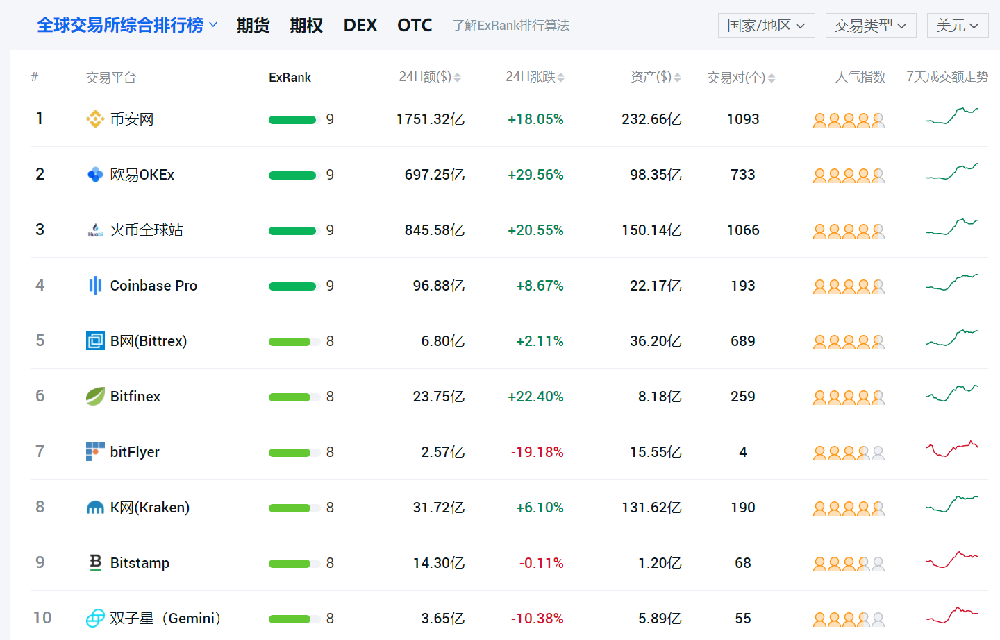 全球交易所综合排行榜 期货 期权 DEX OTC 了解ExRank排行算法 国家/地区 交易类型 美元
# 交易平台 ExRank 24H额($) 24H涨跌 资产($) 交易对(个) 人气指数 7天成交额走势
1 币安网 9 1751.32亿 +18.05% 232.66亿 1093
2 欧易OKEx 9 697.25亿 +29.56% 98.35亿 733
3 Huobi 火币全球站 9 845.58亿 +20.55% 150.14亿 1066
4 Coinbase Pro 9 96.88亿 +8.67% 22.17亿 193
5 B网(Bittrex) 8 6.80亿 +2.11% 36.20亿 689
6 Bitfinex 8 23.75亿 +22.40% 8.18亿 259
7 bitFlyer 8 2.57亿 -19.18% 15.55亿 4
8 K网(Kraken) 8 31.72亿 +6.10% 131.62亿 190
9 Bitstamp 8 14.30亿 -0.11% 1.20亿 68
10 双子星（Gemini） 8 3.65亿 -10.38% 5.89亿 55